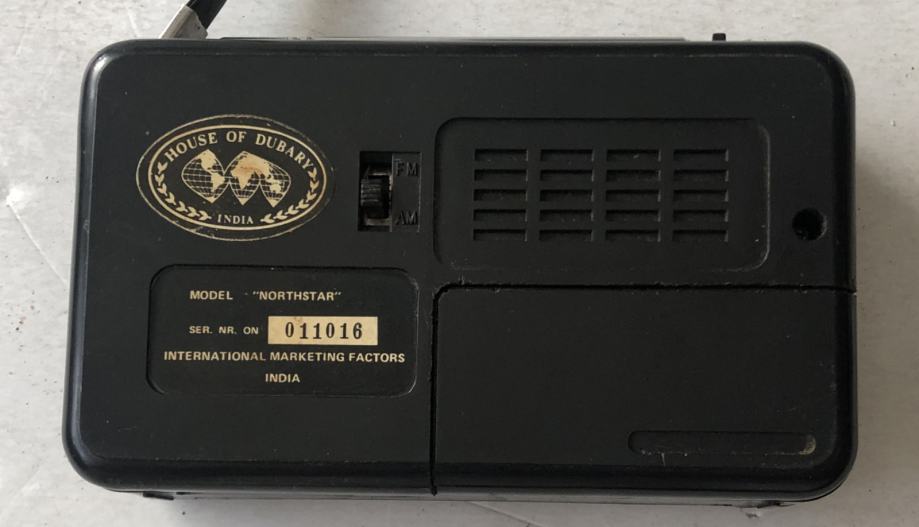 HOUSE OF DUBARY
INDIA
FM
AM
MODEL - "NORTHSTAR"
SER. NR. ON 011016
INTERNATIONAL MARKETING FACTORS
INDIA